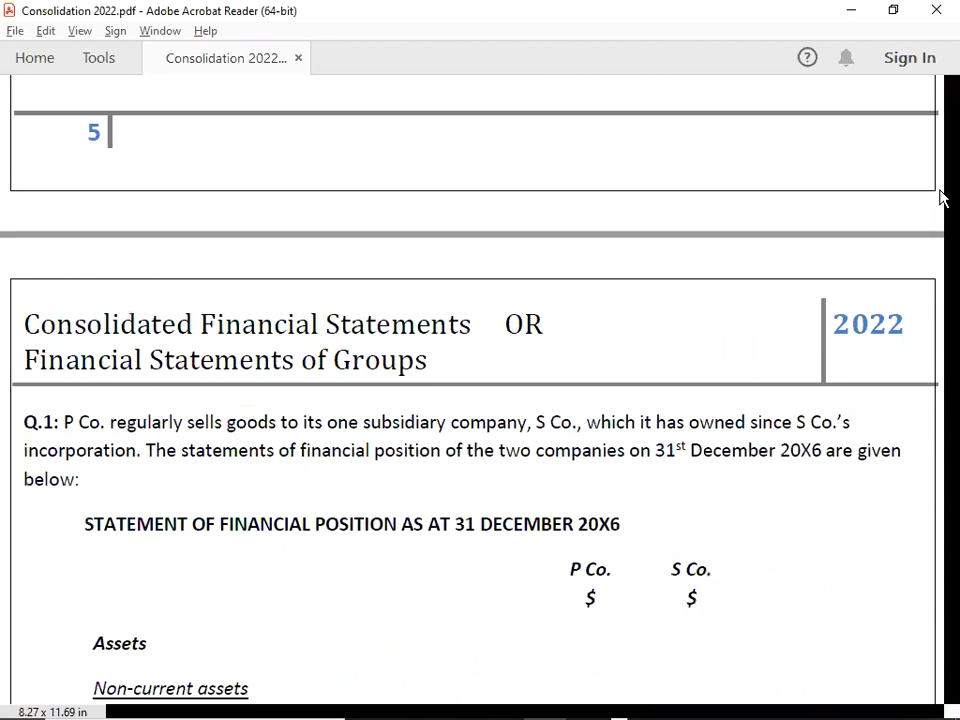 Consolidation 2022.pdf - Adobe Acrobat Reader (64-bit)
File Edit View Sign Window Help
Home Tools Consolidation 2022... × ? Sign In
5
Consolidated Financial Statements OR 2022
Financial Statements of Groups
Q.1: P Co. regularly sells goods to its one subsidiary company, S Co., which it has owned since S Co.’s
incorporation. The statements of financial position of the two companies on 31st December 20X6 are given
below:
STATEMENT OF FINANCIAL POSITION AS AT 31 DECEMBER 20X6
P Co. S Co.
$ $
Assets
Non-current assets
8.27 x 11.69 in